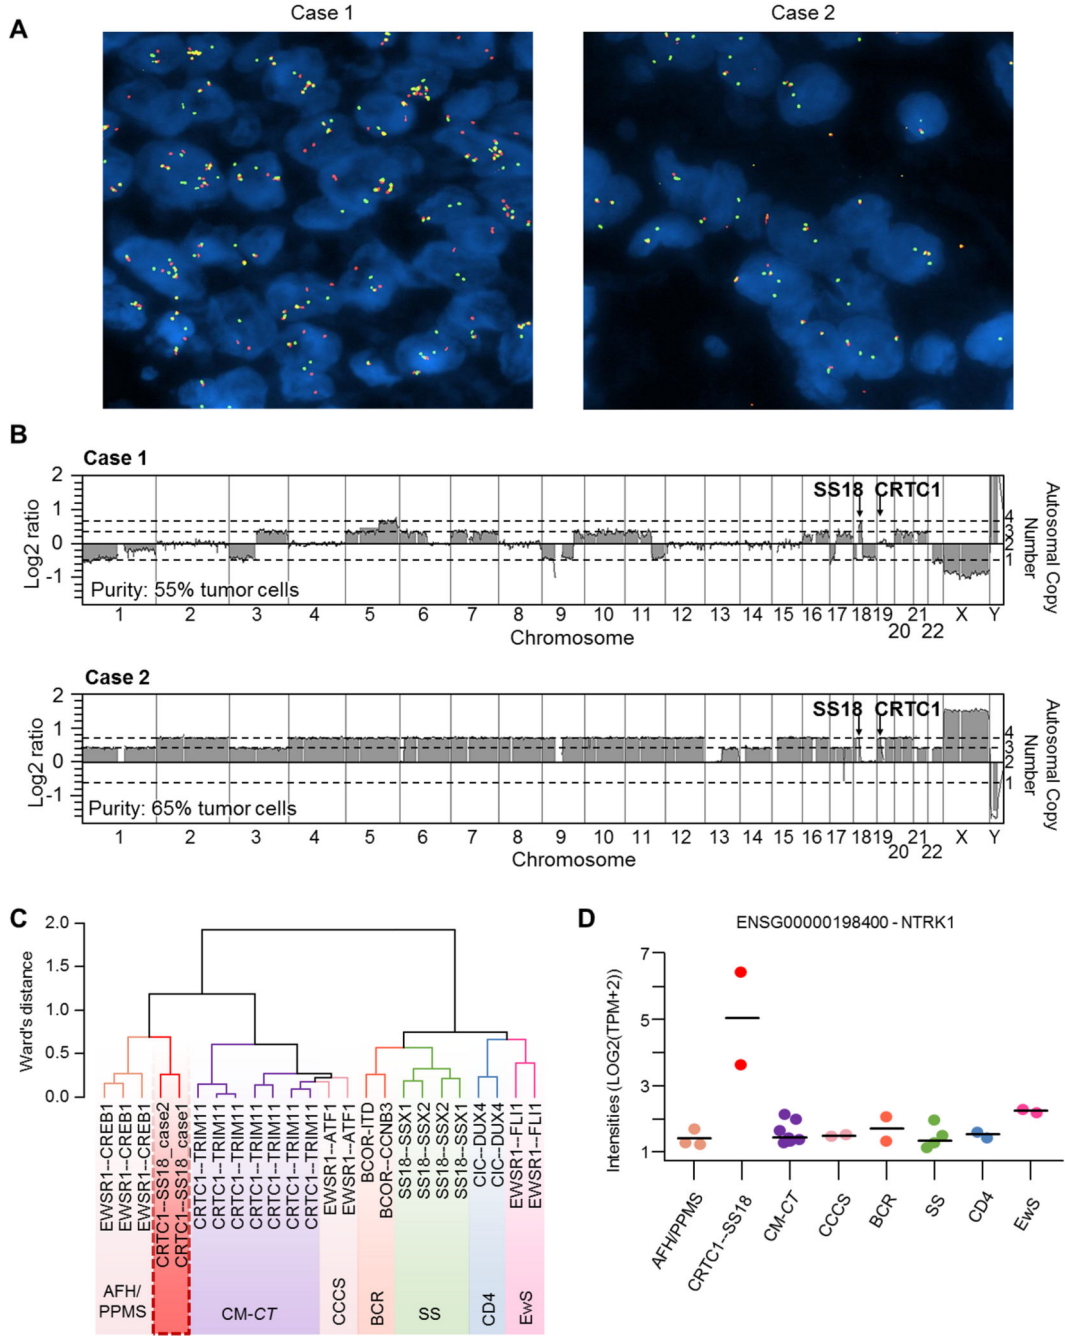 Case 1
Case 2
A
B
Case 1
SS18
CRTC1
2
1
0
-1
Log2 ratio
4
3
2
1
Autosomal Copy
Number
Purity: 55% tumor cells
1 2 3 4 5 6 7 8 9 10 11 12 13 14 15 16 17 18 19 20 21 22 X Y
Chromosome
Case 2
SS18
CRTC1
2
1
0
-1
Log2 ratio
4
3
2
1
Autosomal Copy
Number
Purity: 65% tumor cells
1 2 3 4 5 6 7 8 9 10 11 12 13 14 15 16 17 18 19 20 21 22 X Y
Chromosome
C
2.0
1.5
1.0
0.5
0.0
Ward's distance
EWSR1--CREB1
EWSR1--CREB1
EWSR1--CREB1
CRTC1--SS18_case2
CRTC1--SS18_case1
CRTC1--TRIM11
CRTC1--TRIM11
CRTC1--TRIM11
CRTC1--TRIM11
CRTC1--TRIM11
CRTC1--TRIM11
CRTC1--TRIM11
EWSR1--ATF1
EWSR1--ATF1
BCOR-ITD
BCOR--CCNB3
SS18--SSX1
SS18--SSX2
SS18--SSX2
SS18--SSX1
CIC--DUX4
CIC--DUX4
EWSR1--FLI1
EWSR1--FLI1
AFH/
PPMS
CM-CT
CCCS
BCR
SS
CD4
EwS
D
ENSG00000198400 - NTRK1
7
5
3
1
Intensities (LOG2(TPM+2))
AFH/PPMS
CRTC1--SS18
CM-CT
CCCS
BCR
SS
CD4
EwS